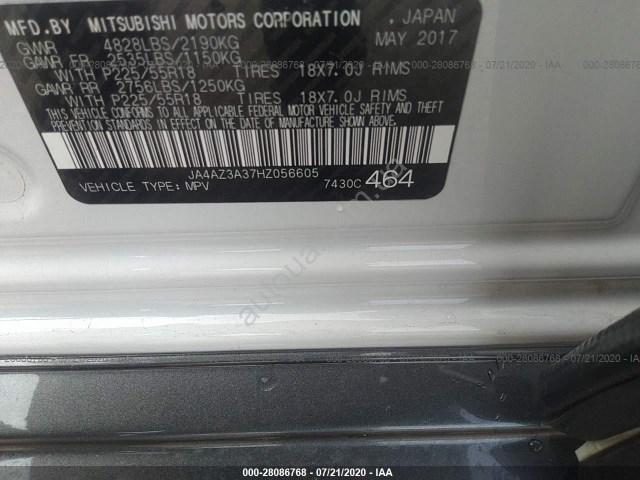 MFD.BY MITSUBISHI MOTORS CORPORATION , JAPAN
GVWR 4828LBS/2190KG MAY 2017
GAWR FR 2535LBS/1150KG
WITH P225/55R18 TIRES 18X7.0J RIMS
GAWR RR 2756LBS/1250KG
WITH P225/55R18 TIRES 18X7.0J RIMS
THIS VEHICLE CONFORMS TO ALL APPLICABLE FEDERAL MOTOR VEHICLE SAFETY AND THEFT
PREVENTION STANDARDS IN EFFECT ON THE DATE OF MANUFACTURE SHOWN ABOVE.
JA4AZ3A37HZ056605
VEHICLE TYPE: MPV 7430C 464
000-28086768 - 07/21/2020 - IAA